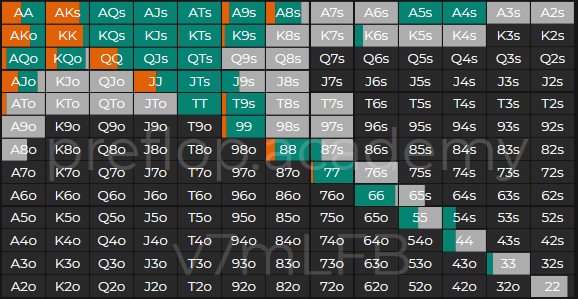 AA AKs AQs AJs ATs A9s A8s A7s A6s A5s A4s A3s A2s
AKo KK KQs KJs KTs K9s K8s K7s K6s K5s K4s K3s K2s
AQo KQo QQ QJs QTs Q9s Q8s Q7s Q6s Q5s Q4s Q3s Q2s
AJo KJo QJo JJ JTs J9s J8s J7s J6s J5s J4s J3s J2s
ATo KTo QTo JTo TT T9s T8s T7s T6s T5s T4s T3s T2s
A9o K9o Q9o J9o T9o 99 98s 97s 96s 95s 94s 93s 92s
A8o K8o Q8o J8o T8o 98o 88 87s 86s 85s 84s 83s 82s
preflop.academy
A7o K7o Q7o J7o T7o 97o 87o 77 76s 75s 74s 73s 72s
A6o K6o Q6o J6o T6o 96o 86o 76o 66 65s 64s 63s 62s
A5o K5o Q5o J5o T5o 95o 85o 75o 65o 55 54s 53s 52s
A4o K4o Q4o J4o T4o 94o 84o 74o 64o 54o 44 43s 42s
v7mLFB
A3o K3o Q3o J3o T3o 93o 83o 73o 63o 53o 43o 33 32s
A2o K2o Q2o J2o T2o 92o 82o 72o 62o 52o 42o 32o 22